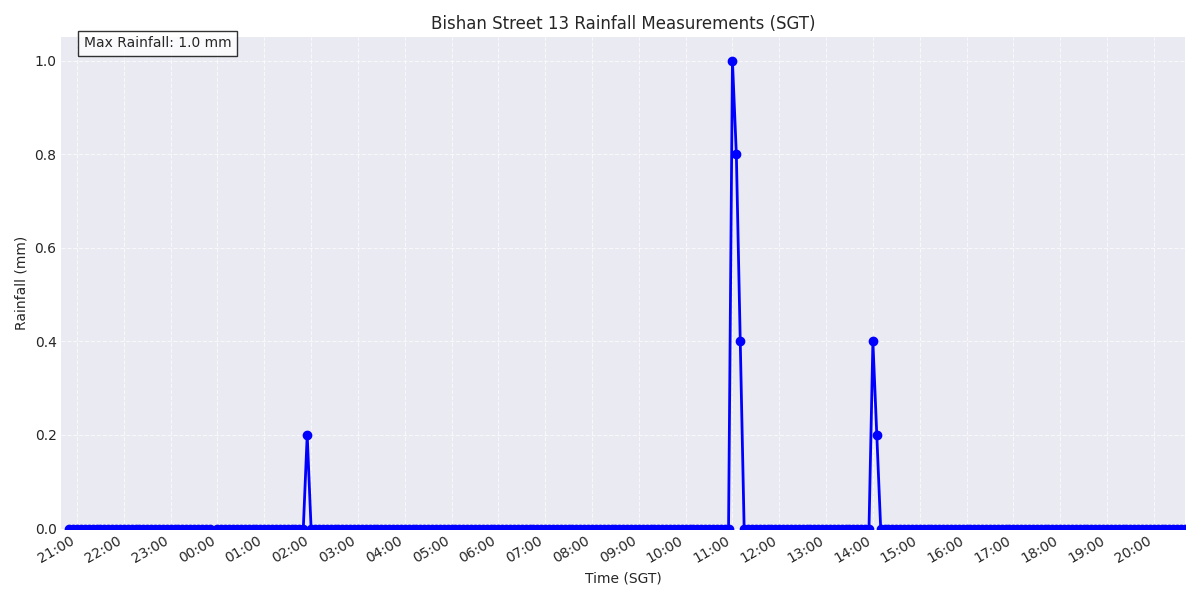 Bishan Street 13 Rainfall Measurements (SGT)
Max Rainfall: 1.0 mm
1.0
0.8
0.6
0.4
0.2
0.0
Rainfall (mm)
21:00 22:00 23:00 00:00 01:00 02:00 03:00 04:00 05:00 06:00 07:00 08:00 09:00 10:00 11:00 12:00 13:00 14:00 15:00 16:00 17:00 18:00 19:00 20:00
Time (SGT)